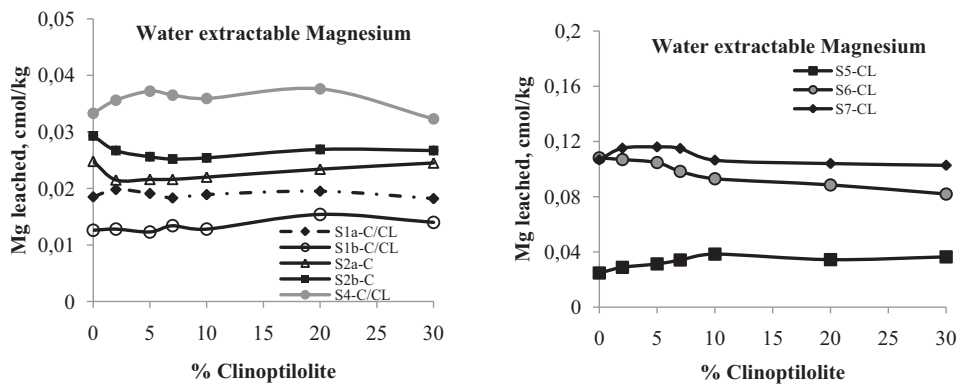 Water extractable Magnesium
Mg leached, cmol/kg
0,05
0,04
0,03
0,02
0,01
0
0 5 10 15 20 25 30
% Clinoptilolite
S1a-C/CL
S1b-C/CL
S2a-C
S2b-C
S4-C/CL
Water extractable Magnesium
Mg leached, cmol/kg
0,2
0.16
0.12
0.08
0.04
0
0 5 10 15 20 25 30
% Clinoptilolite
S5-CL
S6-CL
S7-CL